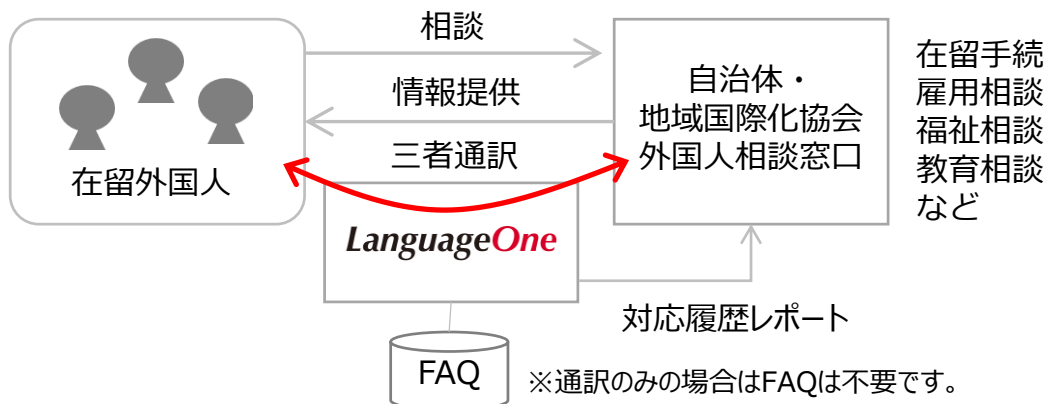 相談
情報提供
三者通訳
在留外国人
自治体・
地域国際化協会
外国人相談窓口
在留手続
雇用相談
福祉相談
教育相談
など
LanguageOne
対応履歴レポート
FAQ
※通訳のみの場合はFAQは不要です。